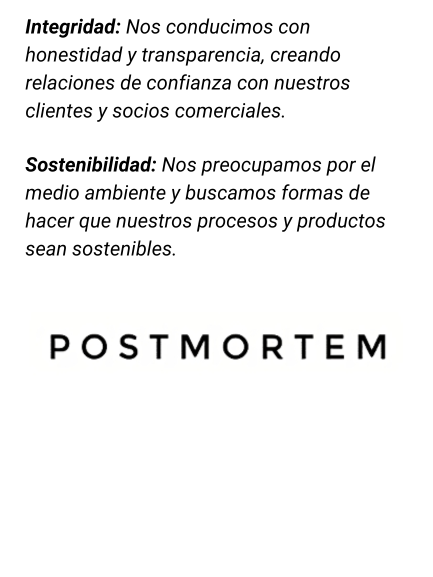 Integridad: Nos conducimos con
honestidad y transparencia, creando
relaciones de confianza con nuestros
clientes y socios comerciales.
Sostenibilidad: Nos preocupamos por el
medio ambiente y buscamos formas de
hacer que nuestros procesos y productos
sean sostenibles.
POSTMORTEM